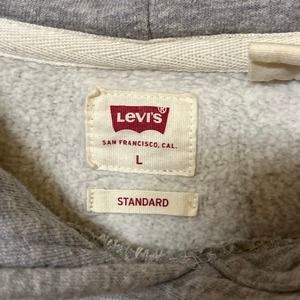 Levi's ®
SAN FRANCISCO, CAL.
L
STANDARD